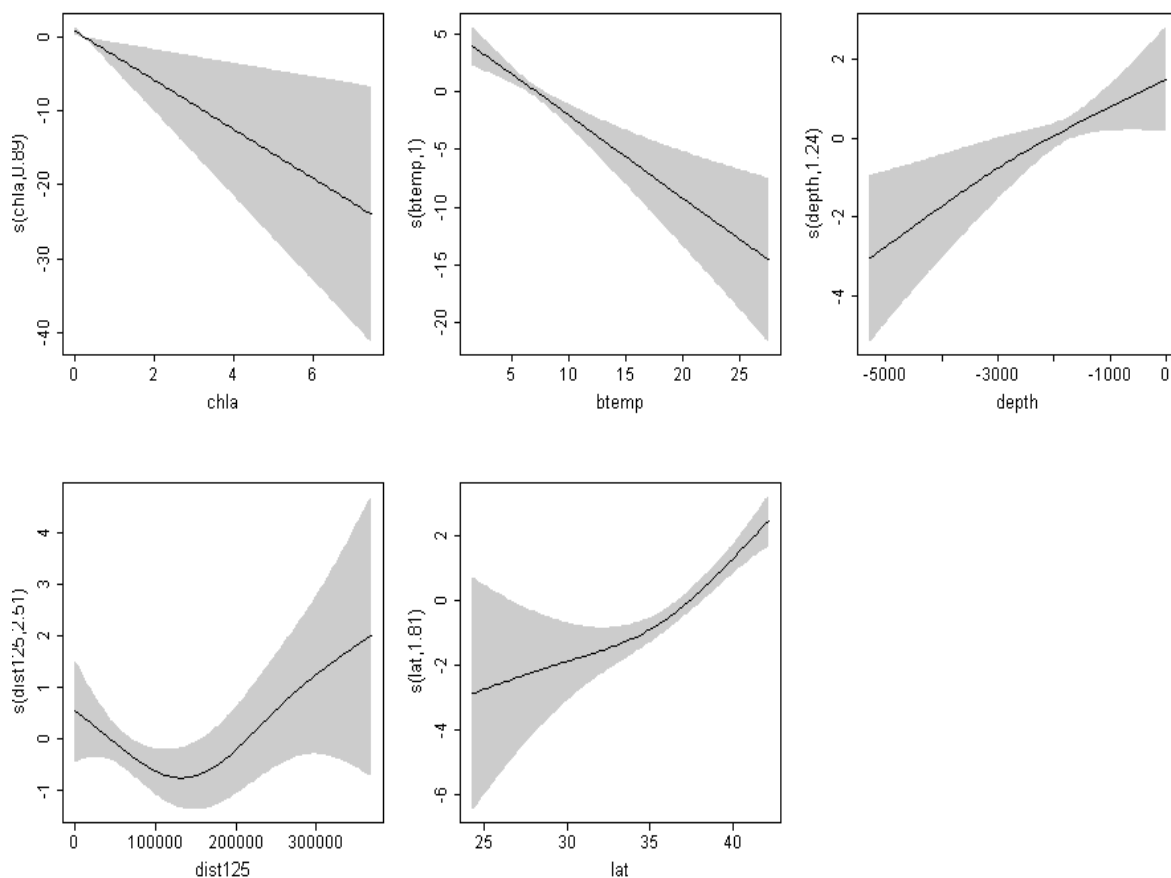 s(chla,0.89)
0
-10
-20
-30
-40
0 2 4 6
chla
s(btemp,1)
5
0
-5
-10
-15
-20
5 10 15 20 25
btemp
s(depth,1.24)
2
0
-2
-4
-5000 -3000 -1000 0
depth
s(dist125,2.51)
4
3
2
1
0
-1
0 100000 200000 300000
dist125
s(lat,1.81)
2
0
-2
-4
-6
25 30 35 40
lat